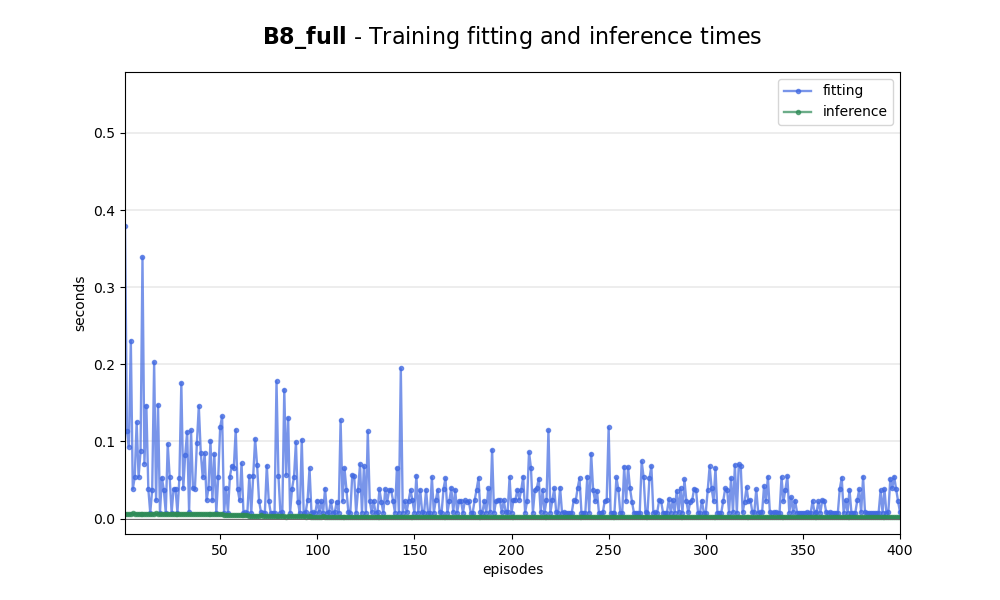 B8_full - Training fitting and inference times
fitting
inference
0.5
0.4
0.3
0.2
0.1
0.0
seconds
50 100 150 200 250 300 350 400
episodes